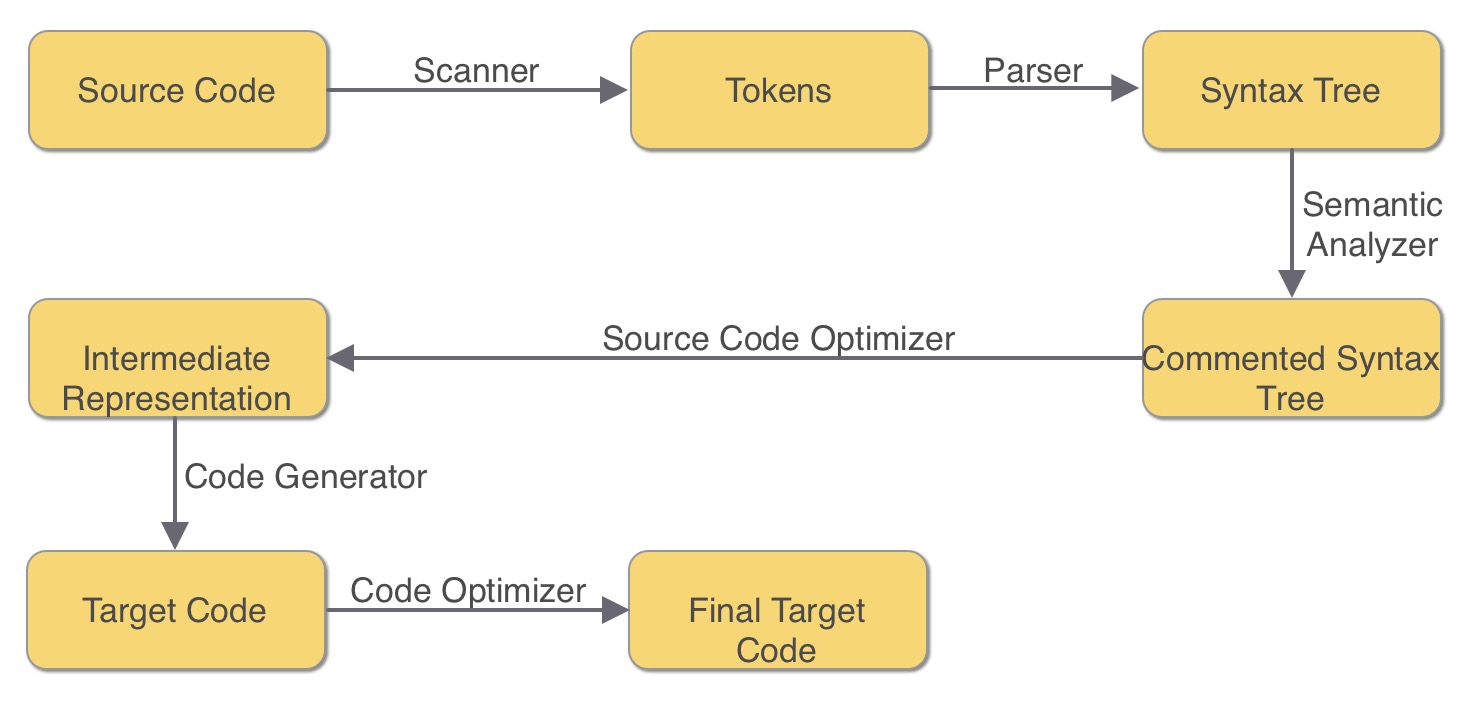 Source Code
Scanner
Tokens
Parser
Syntax Tree
Semantic
Analyzer
Commented Syntax
Tree
Source Code Optimizer
Intermediate
Representation
Code Generator
Target Code
Code Optimizer
Final Target
Code